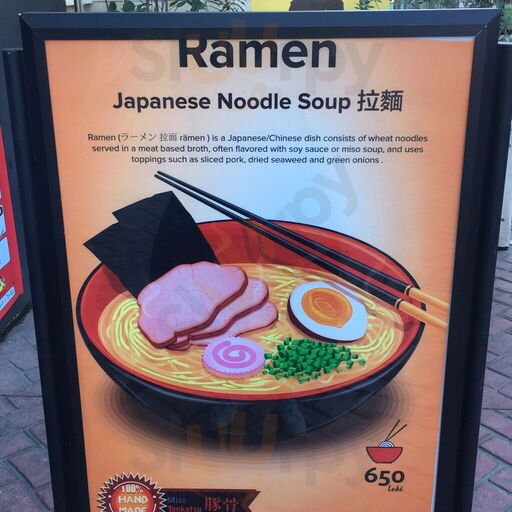 Ramen
Japanese Noodle Soup 拉麵
Ramen (ラーメン 拉面 rāmen ) is a Japanese/Chinese dish consists of wheat noodles
served in a meat based broth, often flavored with soy sauce or miso soup, and uses
toppings such as sliced pork, dried seaweed and green onions .
650
100%
HAND
MADE
Miso
Tonkotsu
豚骨